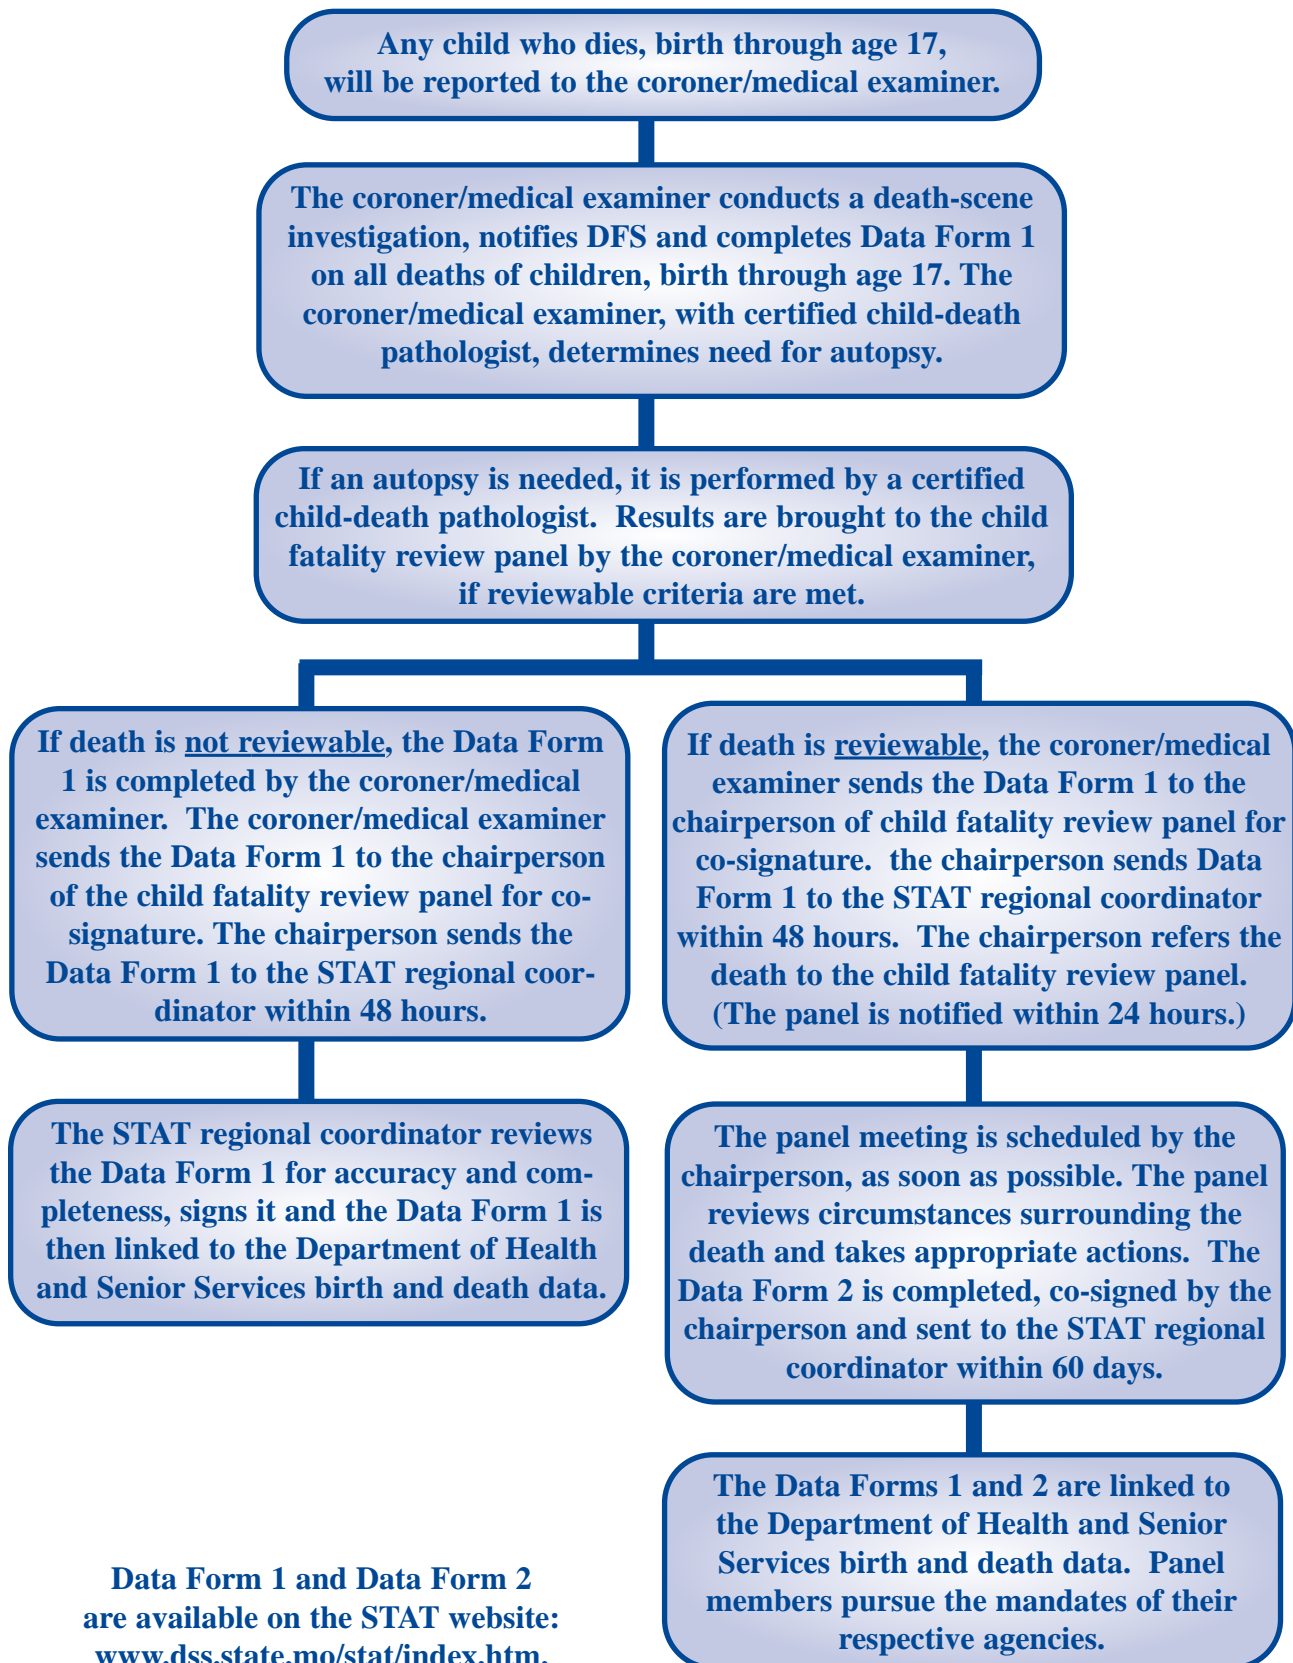 Any child who dies, birth through age 17,
will be reported to the coroner/medical examiner.
The coroner/medical examiner conducts a death-scene
investigation, notifies DFS and completes Data Form 1
on all deaths of children, birth through age 17. The
coroner/medical examiner, with certified child-death
pathologist, determines need for autopsy.
If an autopsy is needed, it is performed by a certified
child-death pathologist.  Results are brought to the child
fatality review panel by the coroner/medical examiner,
if reviewable criteria are met.
If death is not reviewable, the Data Form
1 is completed by the coroner/medical
examiner.  The coroner/medical examiner
sends the Data Form 1 to the chairperson
of the child fatality review panel for co-
signature. The chairperson sends the
Data Form 1 to the STAT regional coor-
dinator within 48 hours.
The STAT regional coordinator reviews
the Data Form 1 for accuracy and com-
pleteness, signs it and the Data Form 1 is
then linked to the Department of Health
and Senior Services birth and death data.
If death is reviewable, the coroner/medical
examiner sends the Data Form 1 to the
chairperson of child fatality review panel for
co-signature.  the chairperson sends Data
Form 1 to the STAT regional coordinator
within 48 hours.  The chairperson refers the
death to the child fatality review panel.
(The panel is notified within 24 hours.)
The panel meeting is scheduled by the
chairperson, as soon as possible. The panel
reviews circumstances surrounding the
death and takes appropriate actions.  The
Data Form 2 is completed, co-signed by the
chairperson and sent to the STAT regional
coordinator within 60 days.
The Data Forms 1 and 2 are linked to
the Department of Health and Senior
Services birth and death data.  Panel
members pursue the mandates of their
respective agencies.
Data Form 1 and Data Form 2
are available on the STAT website:
www.dss.state.mo/stat/index.htm.